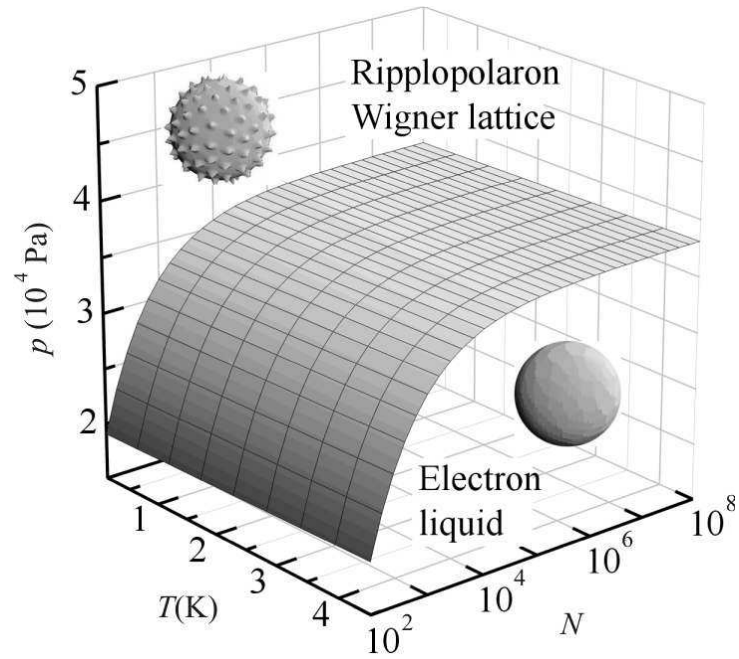 5
4
3
2
p (10⁴ Pa)
Ripplopolaron
Wigner lattice
Electron
liquid
1
2
3
4
T(K)
10²
10⁴
10⁶
10⁸
N